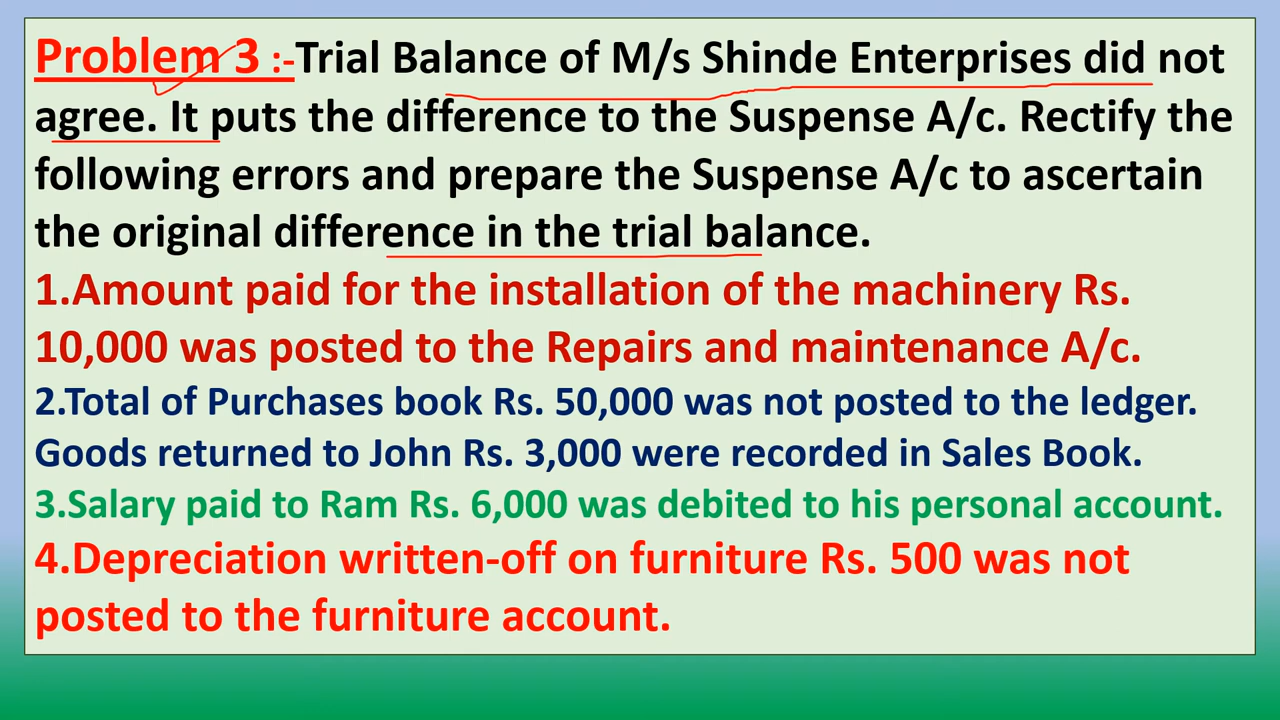 Problem 3 :-Trial Balance of M/s Shinde Enterprises did not
agree. It puts the difference to the Suspense A/c. Rectify the
following errors and prepare the Suspense A/c to ascertain
the original difference in the trial balance.
1.Amount paid for the installation of the machinery Rs.
10,000 was posted to the Repairs and maintenance A/c.
2.Total of Purchases book Rs. 50,000 was not posted to the ledger.
Goods returned to John Rs. 3,000 were recorded in Sales Book.
3.Salary paid to Ram Rs. 6,000 was debited to his personal account.
4.Depreciation written-off on furniture Rs. 500 was not
posted to the furniture account.